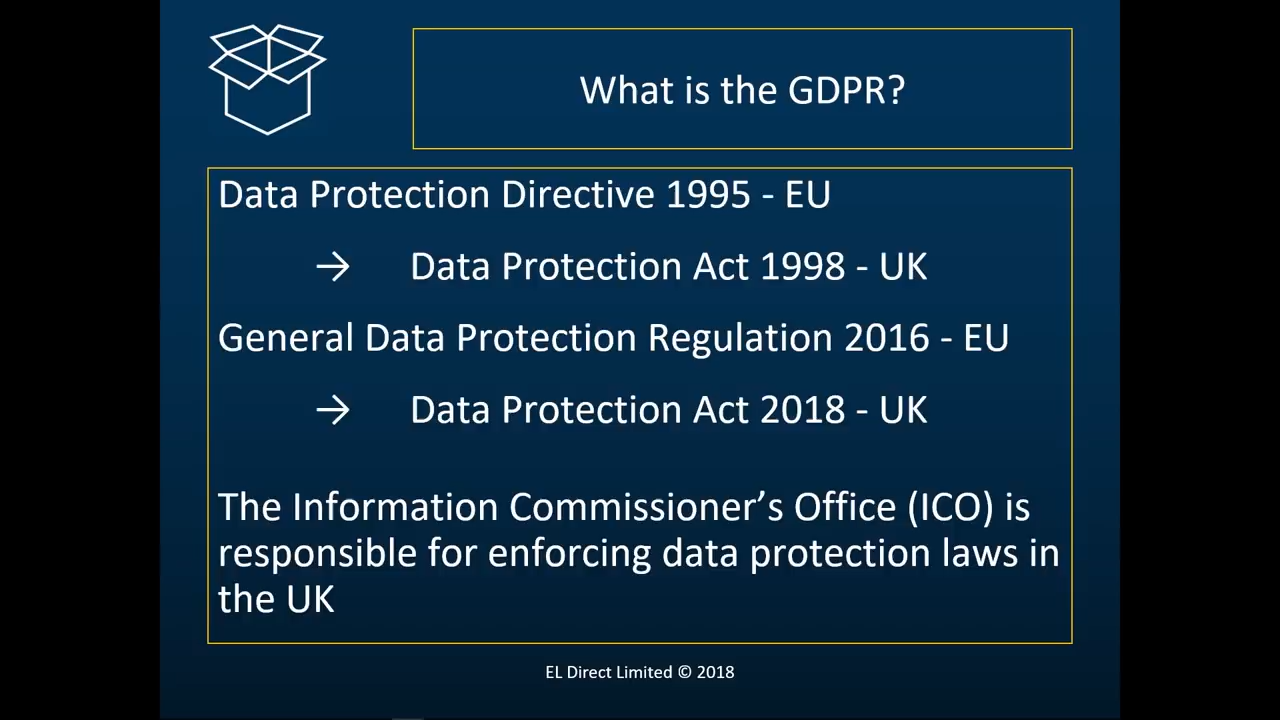 What is the GDPR?
Data Protection Directive 1995 - EU
→ Data Protection Act 1998 - UK
General Data Protection Regulation 2016 - EU
→ Data Protection Act 2018 - UK
The Information Commissioner’s Office (ICO) is
responsible for enforcing data protection laws in
the UK
EL Direct Limited © 2018